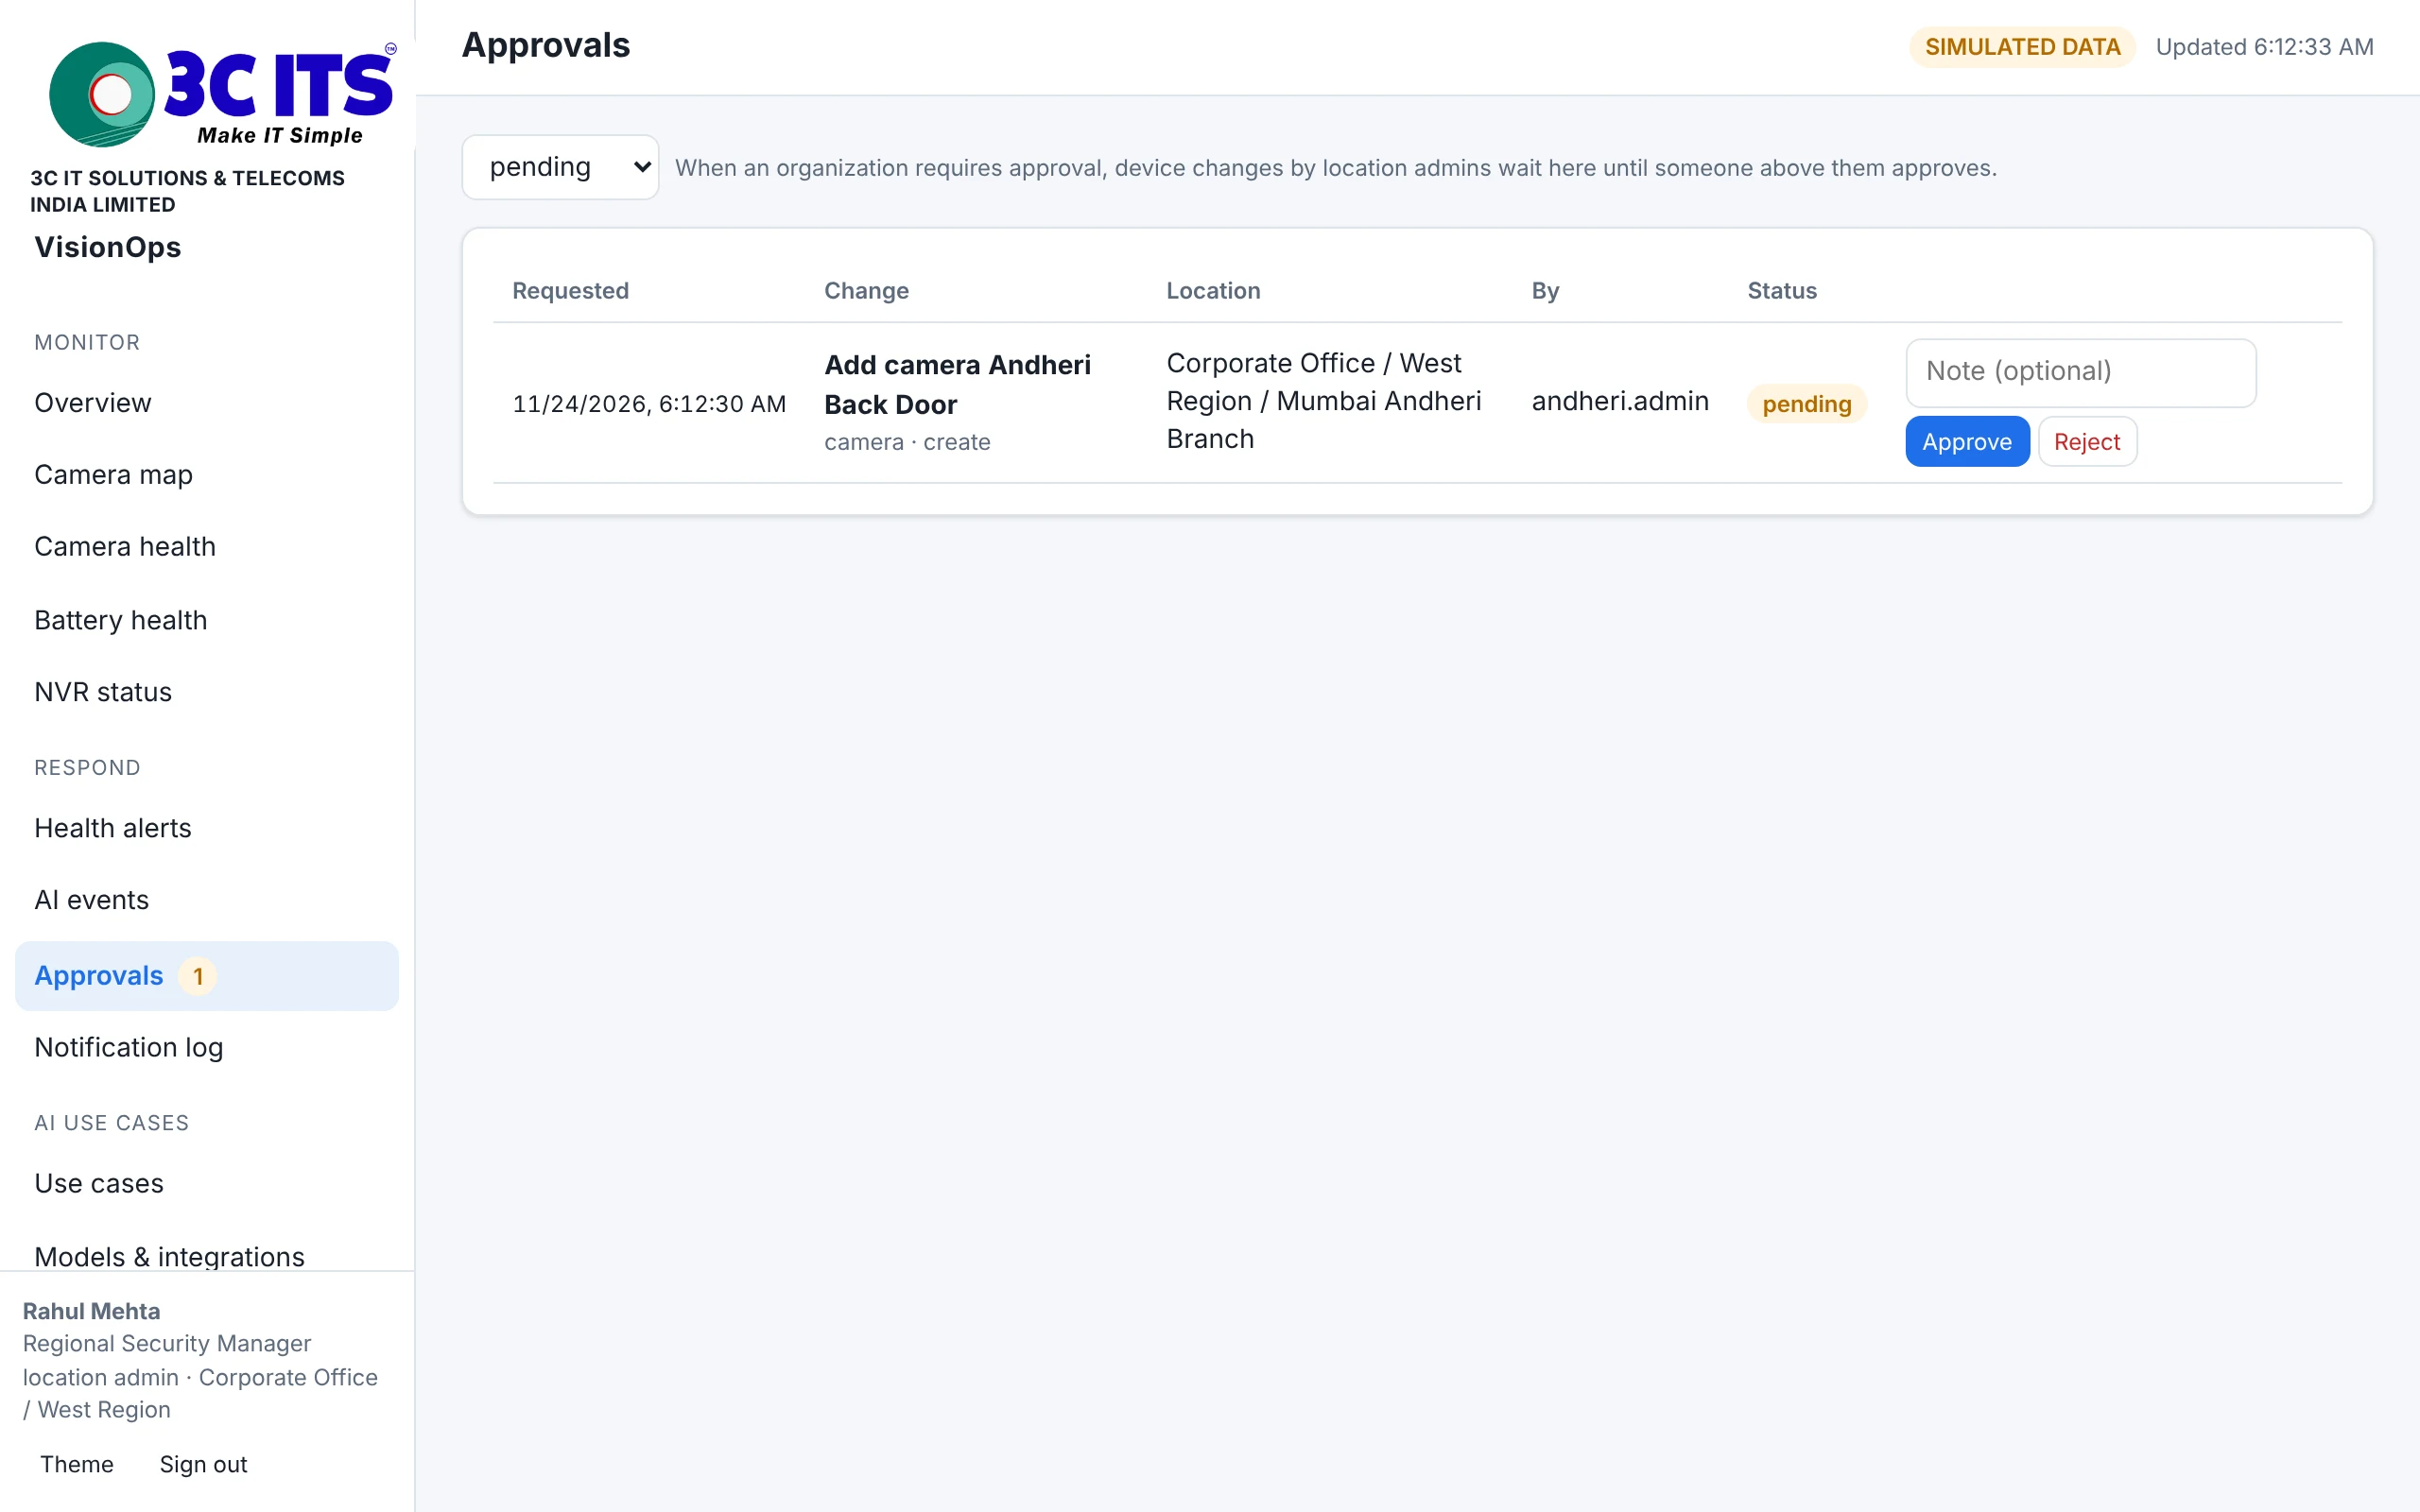 3C ITS
TM
Make IT Simple
3C IT SOLUTIONS & TELECOMS
INDIA LIMITED
VisionOps
MONITOR
Overview
Camera map
Camera health
Battery health
NVR status
RESPOND
Health alerts
AI events
Approvals 1
Notification log
AI USE CASES
Use cases
Models & integrations
Rahul Mehta
Regional Security Manager
location admin · Corporate Office
/ West Region
Theme Sign out
Approvals
SIMULATED DATA Updated 6:12:33 AM
pending When an organization requires approval, device changes by location admins wait here until someone above them approves.
Requested Change Location By Status
11/24/2026, 6:12:30 AM
Add camera Andheri
Back Door
camera · create
Corporate Office / West
Region / Mumbai Andheri
Branch
andheri.admin
pending
Note (optional)
Approve Reject